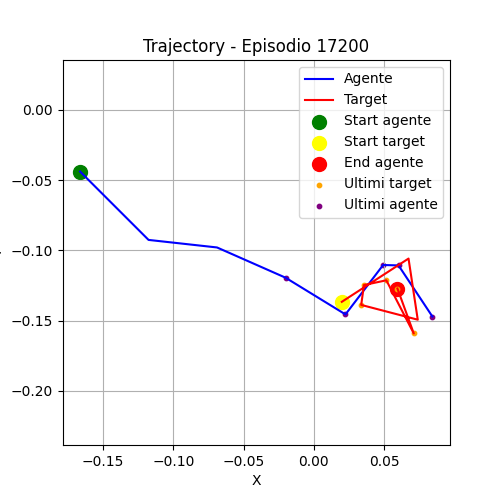 Trajectory - Episodio 17200
Agente
Target
Start agente
Start target
End agente
Ultimi target
Ultimi agente
0.00
−0.05
−0.10
−0.15
−0.20
−0.15
−0.10
−0.05
0.00
0.05
X